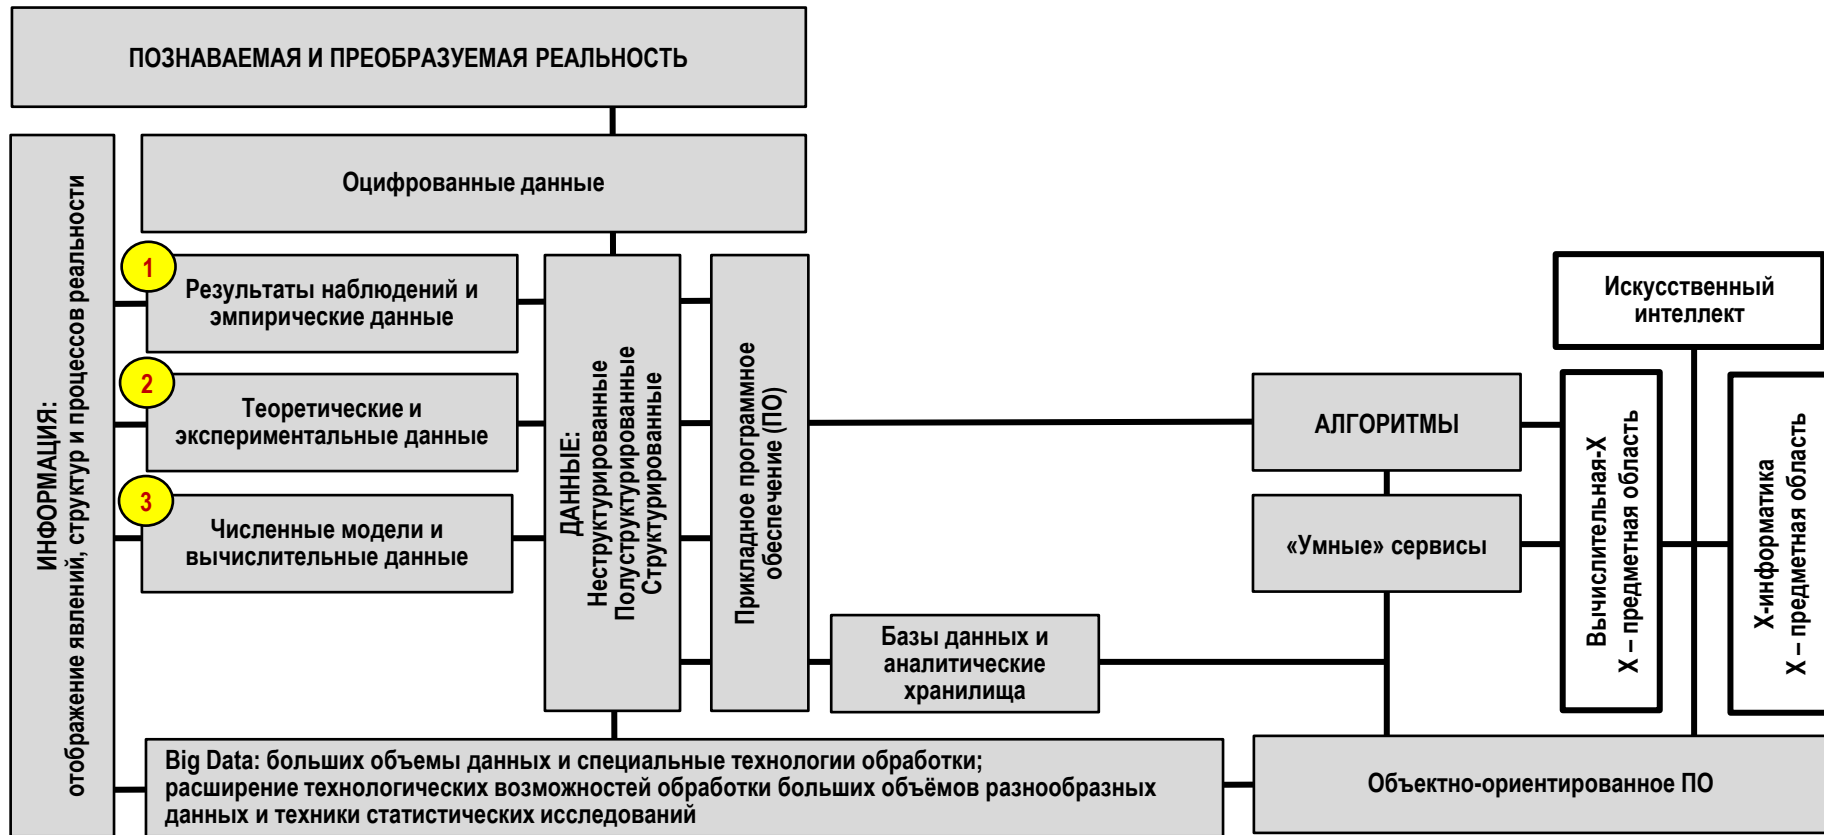 ПОЗНАВАЕМАЯ И ПРЕОБРАЗУЕМАЯ РЕАЛЬНОСТЬ
ИНФОРМАЦИЯ:
отображение явлений, структур и процессов реальности
Оцифрованные данные
1
Результаты наблюдений и
эмпирические данные
2
Теоретические и
экспериментальные данные
3
Численные модели и
вычислительные данные
ДАННЫЕ:
Неструктурированные
Полуструктурированные
Структурированные
Прикладное программное
обеспечение (ПО)
Базы данных и
аналитические
хранилища
АЛГОРИТМЫ
«Умные» сервисы
Искусственный
интеллект
Вычислительная-X
X – предметная область
X-информатика
X – предметная область
Big Data: больших объемы данных и специальные технологии обработки;
расширение технологических возможностей обработки больших объёмов разнообразных
данных и техники статистических исследований
Объектно-ориентированное ПО